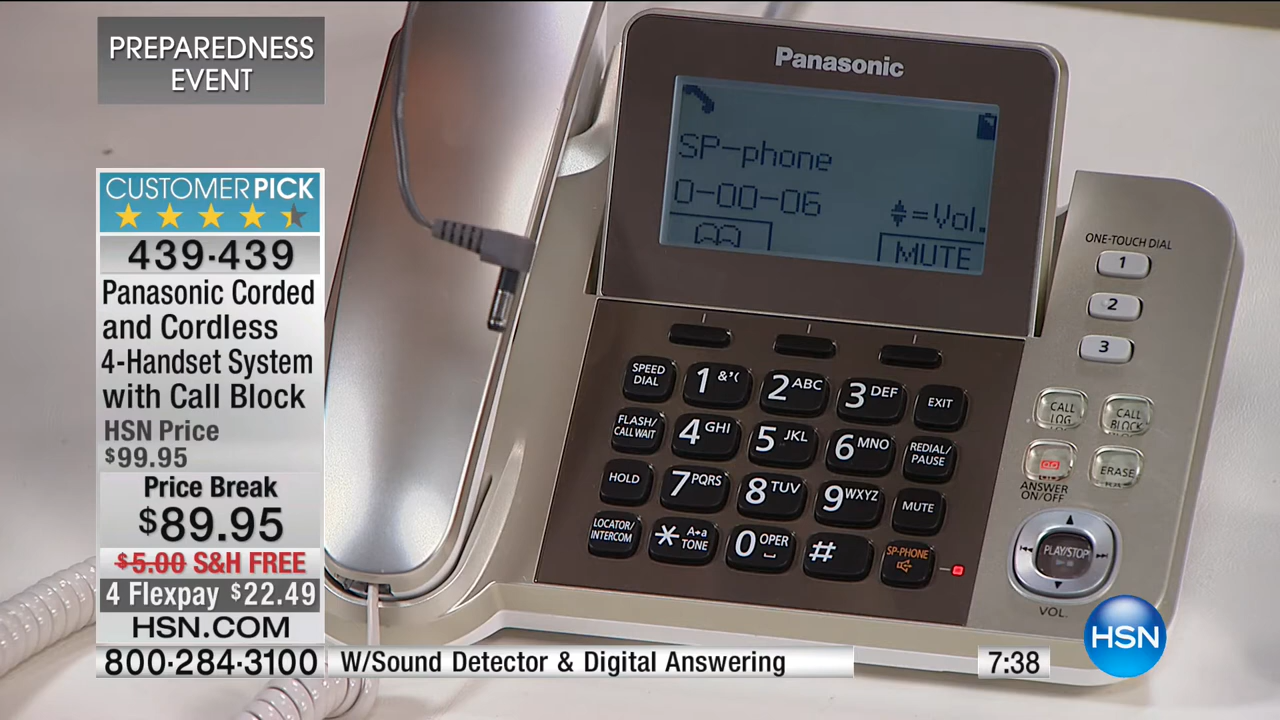 PREPAREDNESS
EVENT
CUSTOMER PICK
439·439
Panasonic Corded
and Cordless
4-Handset System
with Call Block
HSN Price
$99.95
Price Break
$89.95
$5.00 S&H FREE
4 Flexpay $22.49
HSN.COM
800·284·3100
W/Sound Detector & Digital Answering
7:38
HSN
Panasonic
SP-phone
0-00-06
=Vol.
MUTE
ONE-TOUCH DIAL
1
2
3
SPEED
DIAL
1 &'(
2 ABC
3 DEF
EXIT
FLASH/
CALL WAIT
4 GHI
5 JKL
6 MNO
REDIAL/
PAUSE
HOLD
7 PQRS
8 TUV
9 WXYZ
MUTE
LOCATOR/
INTERCOM
* A→a
TONE
0 OPER
#
SP-PHONE
CALL
LOG
CALL
BLOCK
ANSWER
ON/OFF
ERASE
PLAY/STOP
VOL.